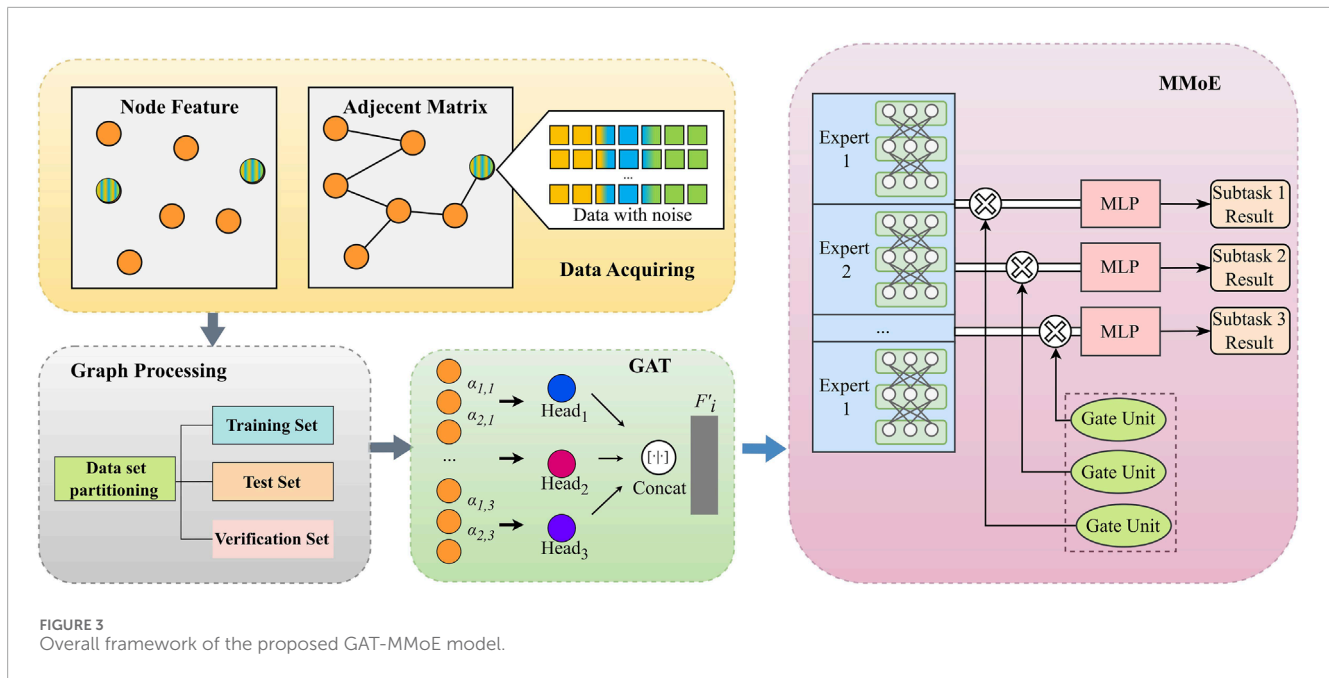 Node Feature
Adjecent Matrix
...
Data with noise
Data Acquiring
Graph Processing
Data set
partitioning
Training Set
Test Set
Verification Set
GAT
α1,1
α2,1
...
α1,3
α2,3
Head1
Head2
Head3
[·|·]
Concat
F'i
MMoE
Expert
1
Expert
2
...
Expert
1
MLP
MLP
MLP
Subtask 1
Result
Subtask 2
Result
Subtask 3
Result
Gate Unit
Gate Unit
Gate Unit
FIGURE 3
Overall framework of the proposed GAT-MMoE model.